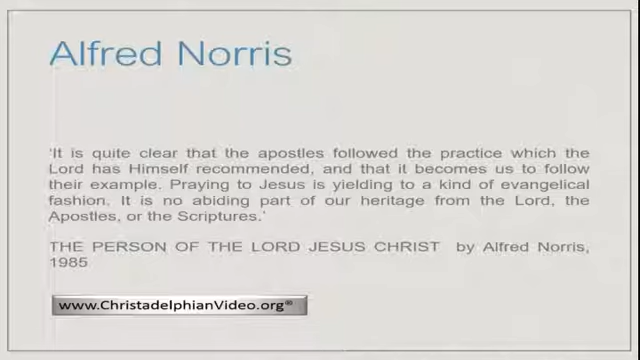 Alfred Norris
'It is quite clear that the apostles followed the practice which the
Lord has Himself recommended, and that it becomes us to follow
their example. Praying to Jesus is yielding to a kind of evangelical
fashion. It is no abiding part of our heritage from the Lord, the
Apostles, or the Scriptures.'
THE PERSON OF THE LORD JESUS CHRIST by Alfred Norris,
1985
www.ChristadelphianVideo.org®